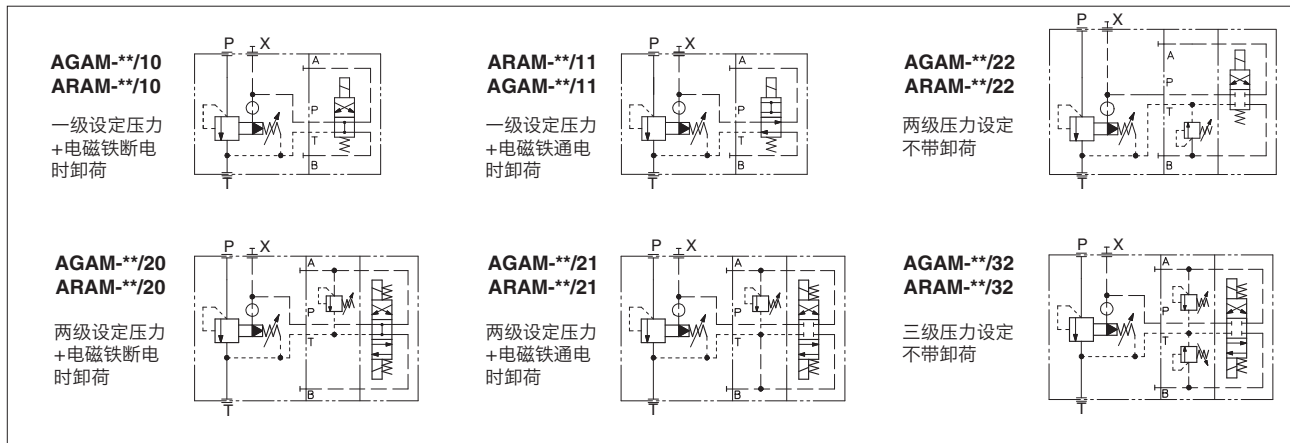 AGAM-**/10
ARAM-**/10
一级设定压力
+电磁铁断电
时卸荷
P X
A
P
T
B
T
ARAM-**/11
AGAM-**/11
一级设定压力
+电磁铁通电
时卸荷
P X
A
P
T
B
T
AGAM-**/22
ARAM-**/22
两级压力设定
不带卸荷
P X
A
P
T
B
T
AGAM-**/20
ARAM-**/20
两级设定压力
+电磁铁断电
时卸荷
P X
A
P
T
B
T
AGAM-**/21
ARAM-**/21
两级设定压力
+电磁铁通电
时卸荷
P X
A
P
T
B
T
AGAM-**/32
ARAM-**/32
三级压力设定
不带卸荷
P X
A
P
T
B
T